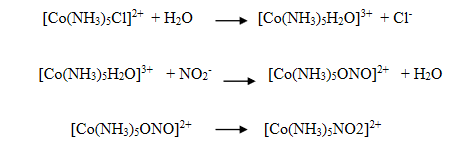 [Co(NH₃)₅Cl]²⁺ + H₂O ⟶ [Co(NH₃)₅H₂O]³⁺ + Cl⁻
[Co(NH₃)₅H₂O]³⁺ + NO₂⁻ ⟶ [Co(NH₃)₅ONO]²⁺ + H₂O
[Co(NH₃)₅ONO]²⁺ ⟶ [Co(NH₃)₅NO2]²⁺